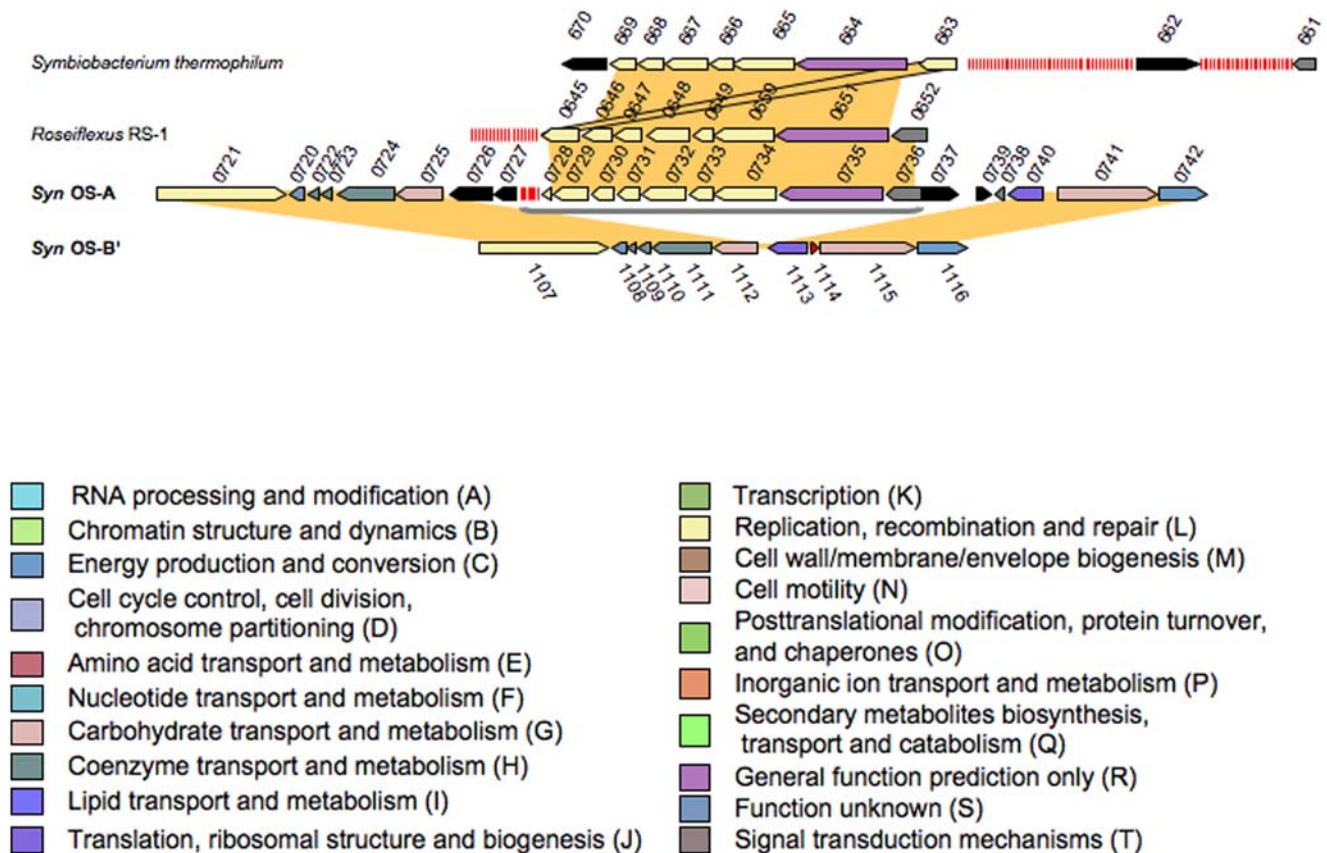 670 669 668 667 666 665 664 663 662 661
Symbiobacterium thermophilum
0645 0646 0647 0648 0649 0650 0651 0652
Roseiflexus RS-1
0721 0720 0722 0723 0724 0725 0726 0727 0728 0729 0730 0731 0732 0733 0734 0735 0736 0737 0739 0738 0740 0741 0742
Syn OS-A
Syn OS-B'
1107 1108 1109 1110 1111 1112 1113 1114 1115 1116
RNA processing and modification (A)
Chromatin structure and dynamics (B)
Energy production and conversion (C)
Cell cycle control, cell division,
chromosome partitioning (D)
Amino acid transport and metabolism (E)
Nucleotide transport and metabolism (F)
Carbohydrate transport and metabolism (G)
Coenzyme transport and metabolism (H)
Lipid transport and metabolism (I)
Translation, ribosomal structure and biogenesis (J)
Transcription (K)
Replication, recombination and repair (L)
Cell wall/membrane/envelope biogenesis (M)
Cell motility (N)
Posttranslational modification, protein turnover,
and chaperones (O)
Inorganic ion transport and metabolism (P)
Secondary metabolites biosynthesis,
transport and catabolism (Q)
General function prediction only (R)
Function unknown (S)
Signal transduction mechanisms (T)